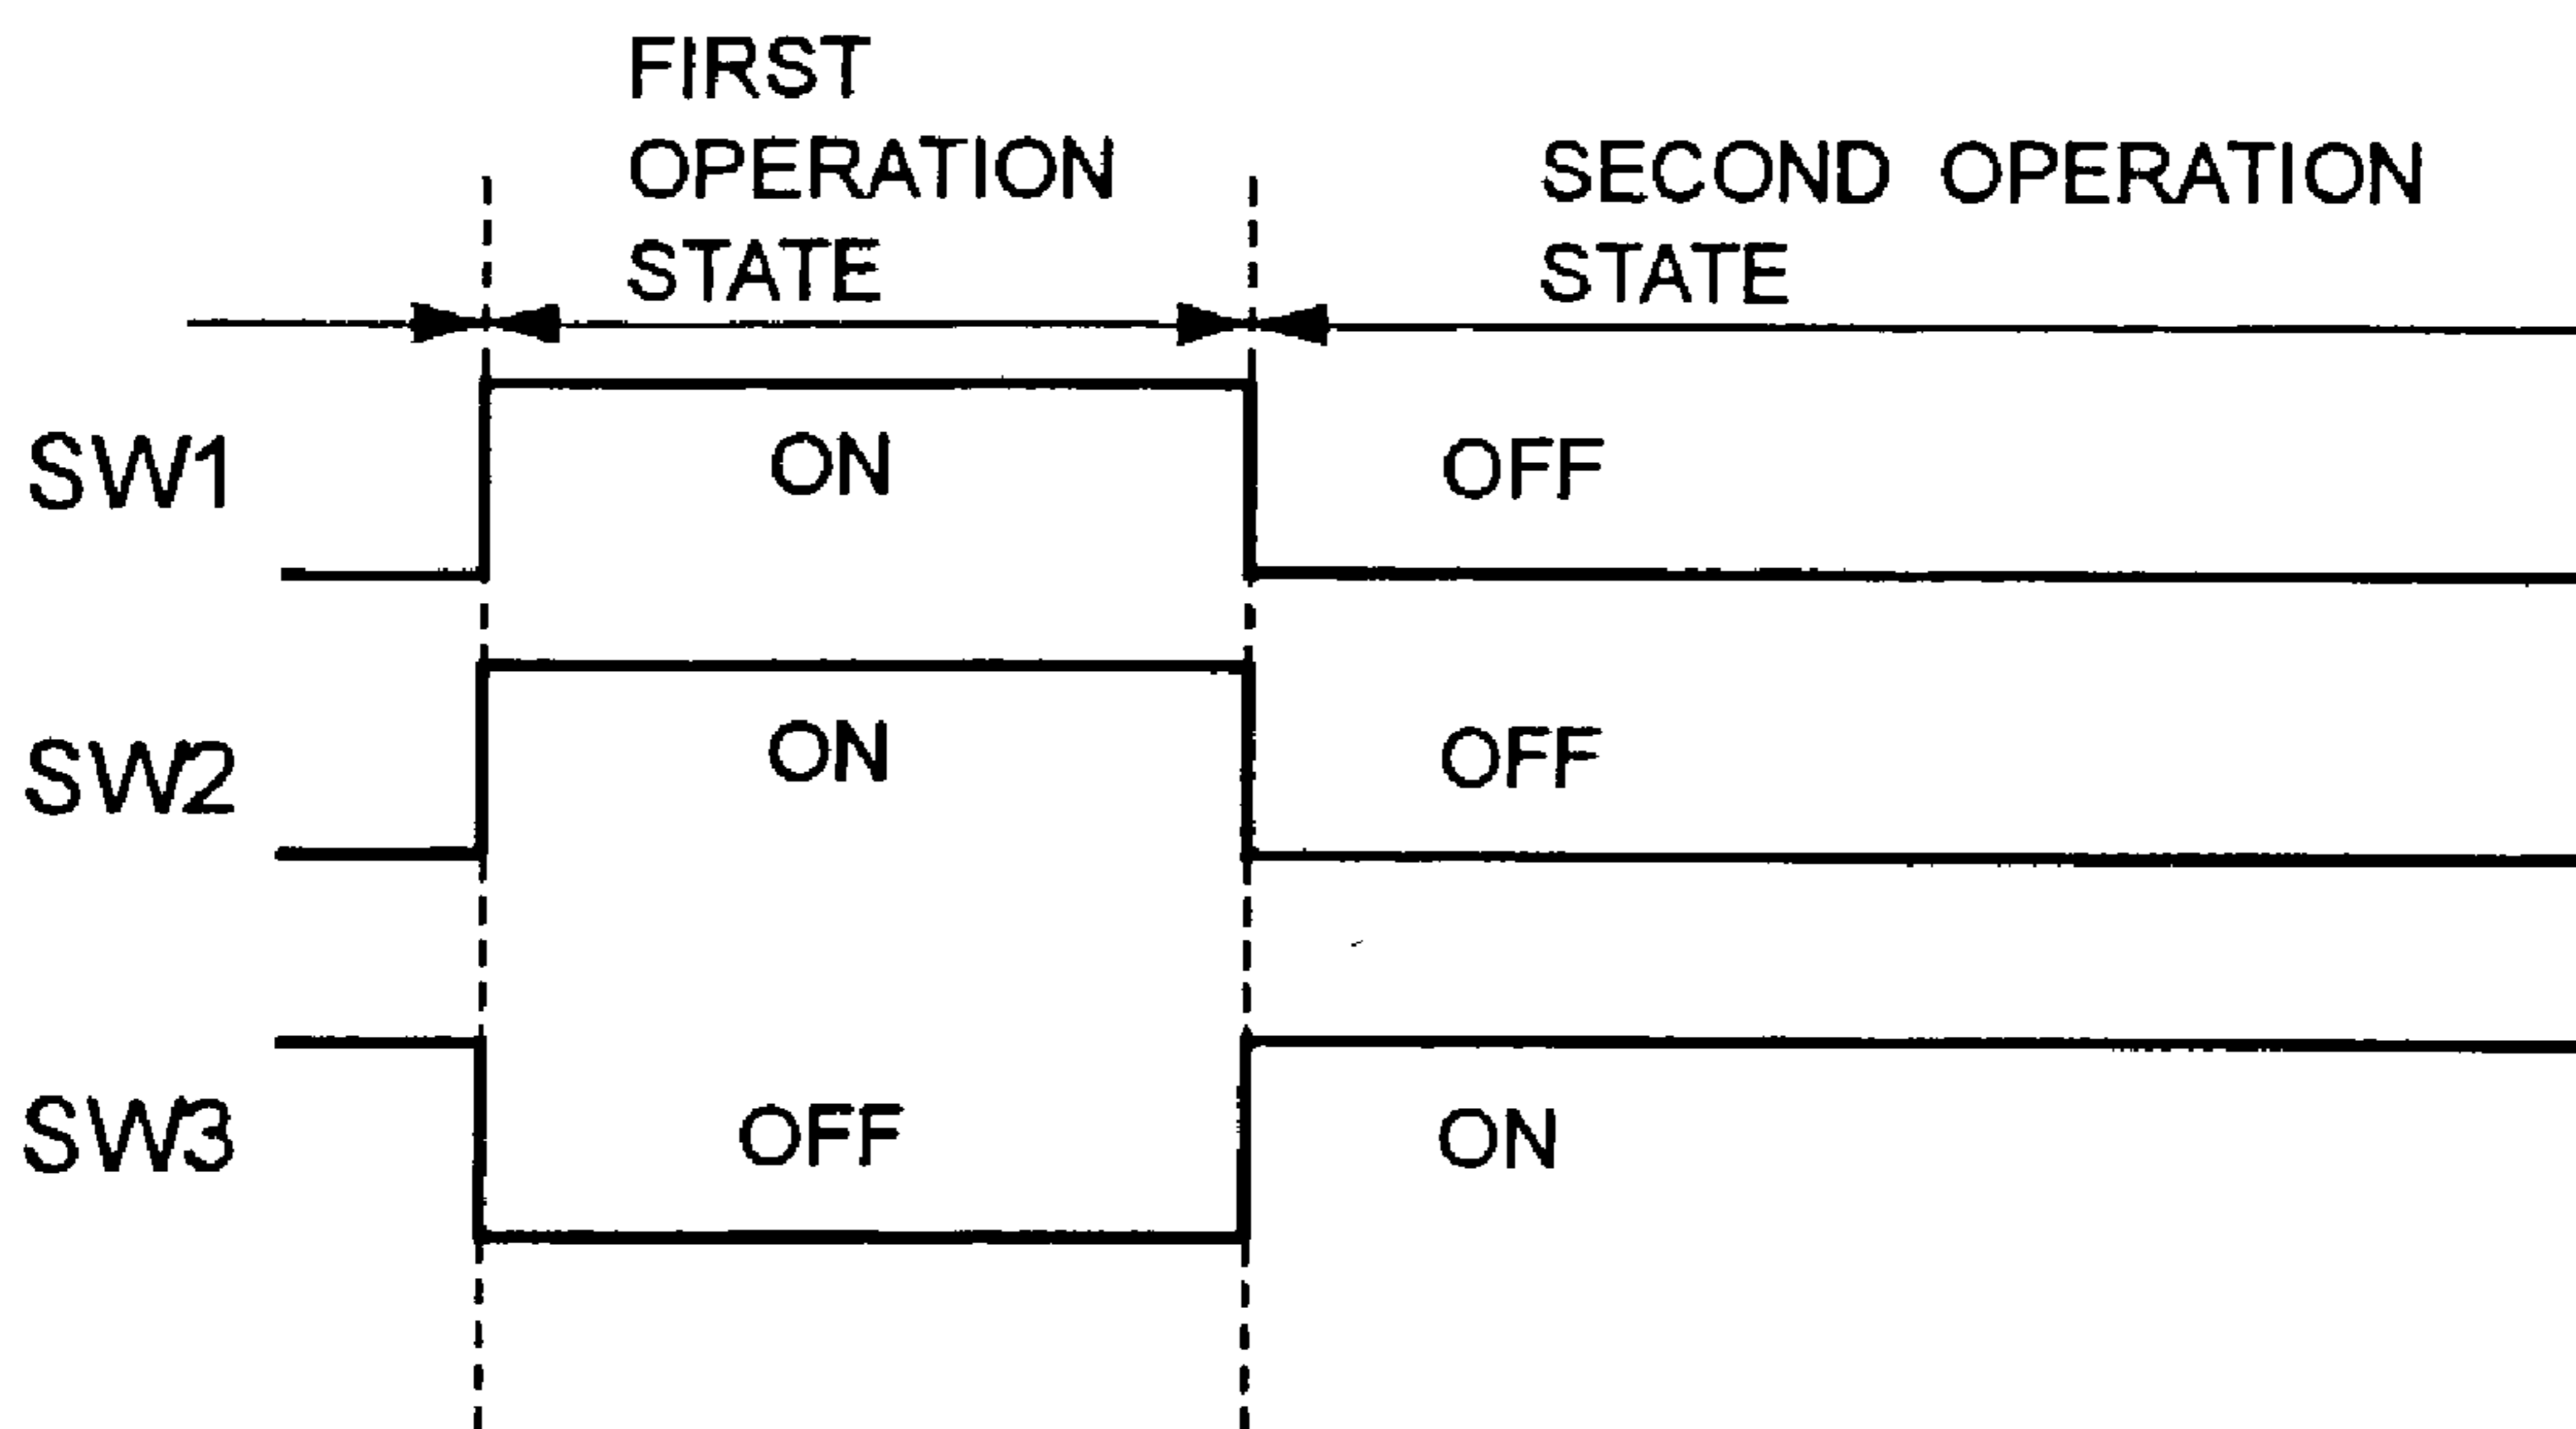 FIRST
OPERATION
STATE
SECOND OPERATION
STATE
SW1
ON
OFF
SW2
ON
OFF
SW3
OFF
ON